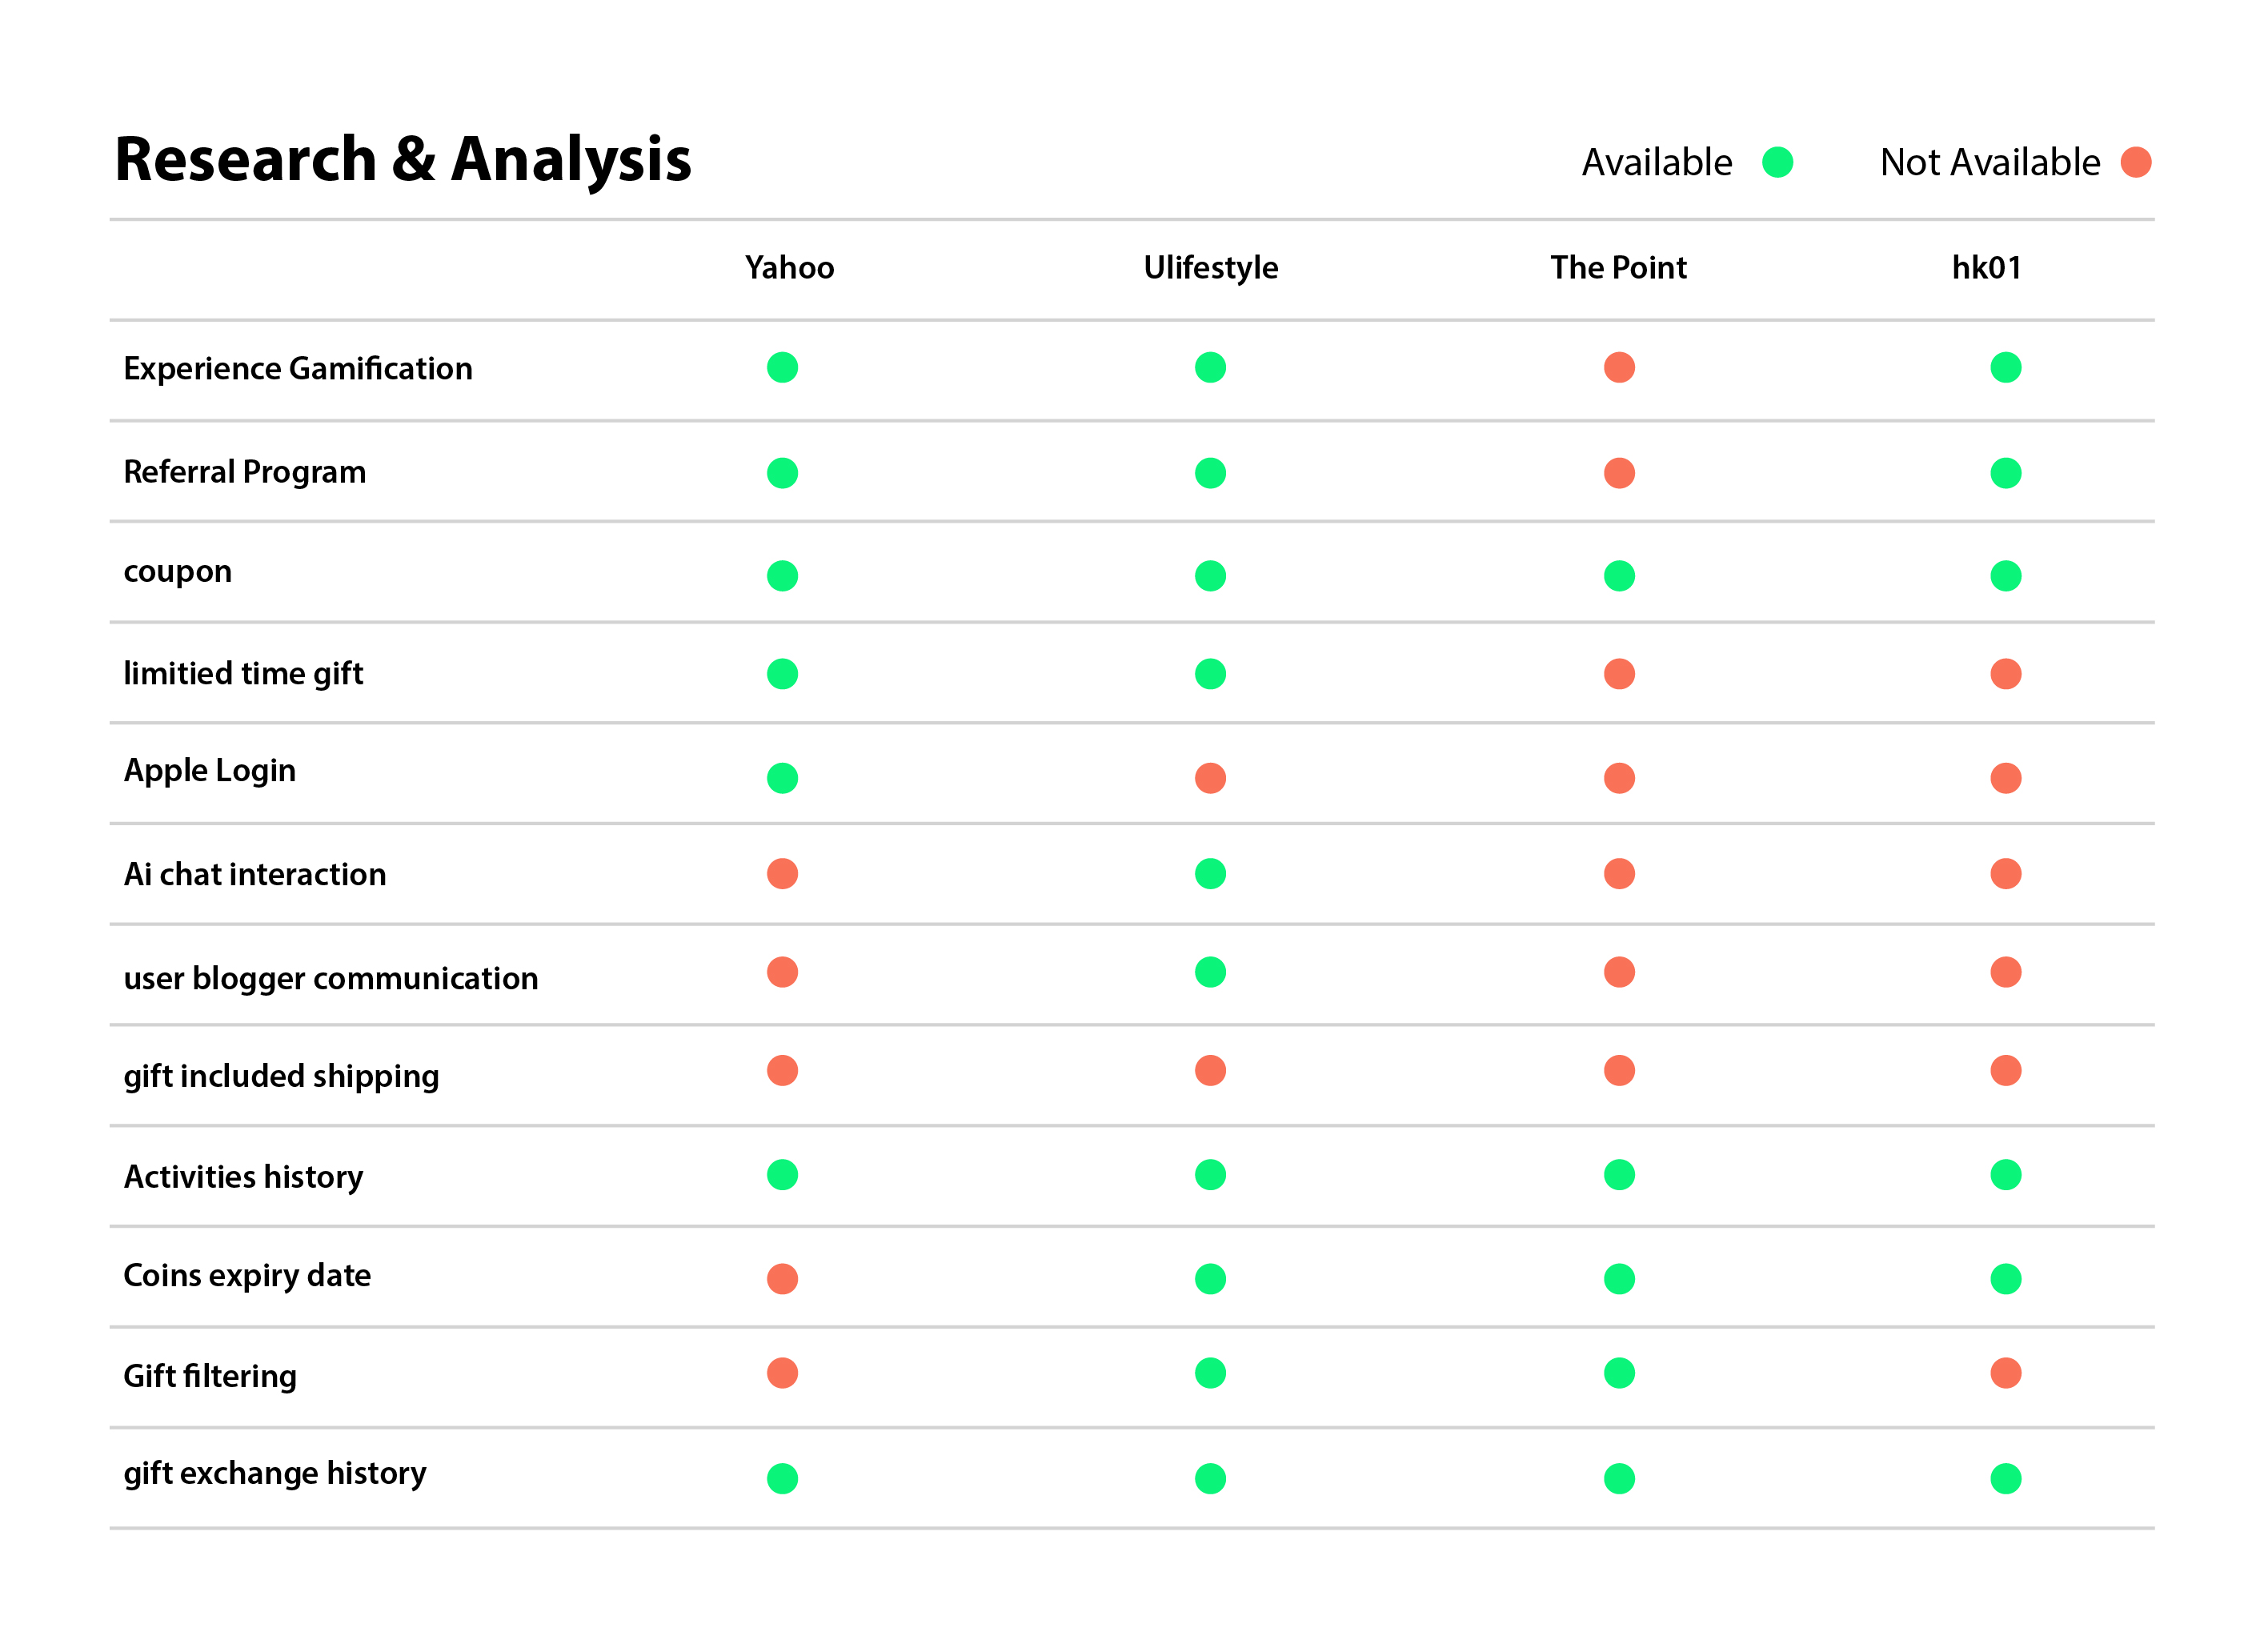 Research & Analysis
Available Not Available
Yahoo Ulifestyle The Point hk01
Experience Gamification
Referral Program
coupon
limitied time gift
Apple Login
Ai chat interaction
user blogger communication
gift included shipping
Activities history
Coins expiry date
Gift filtering
gift exchange history